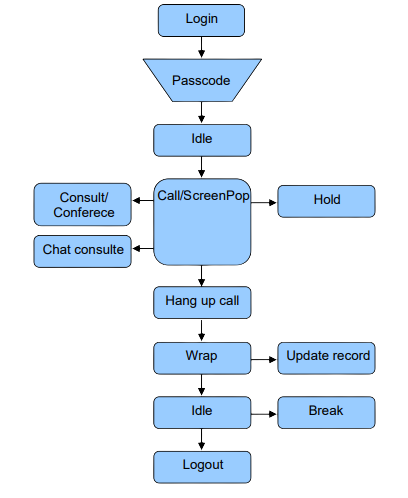 Login
Passcode
Idle
Call/ScreenPop
Consult/
Conferece
Hold
Chat consulte
Hang up call
Wrap
Update record
Idle
Break
Logout